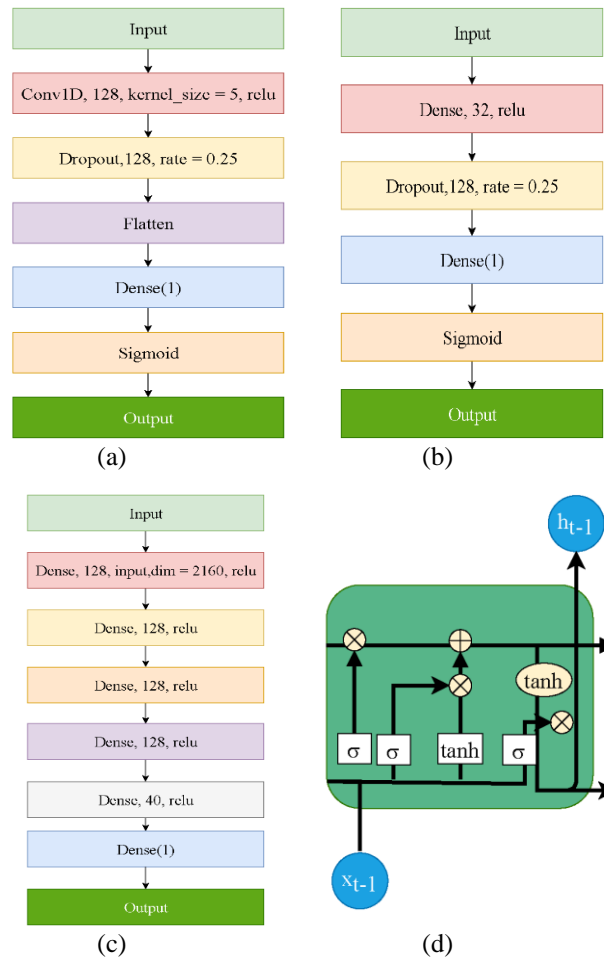 Input
Conv1D, 128, kernel_size = 5, relu
Dropout,128, rate = 0.25
Flatten
Dense(1)
Sigmoid
Output
(a)
Input
Dense, 32, relu
Dropout,128, rate = 0.25
Dense(1)
Sigmoid
Output
(b)
Input
Dense, 128, input,dim = 2160, relu
Dense, 128, relu
Dense, 128, relu
Dense, 128, relu
Dense, 40, relu
Dense(1)
Output
(c)
h_{t-1}
tanh
σ
σ
tanh
σ
x_{t-1}
(d)